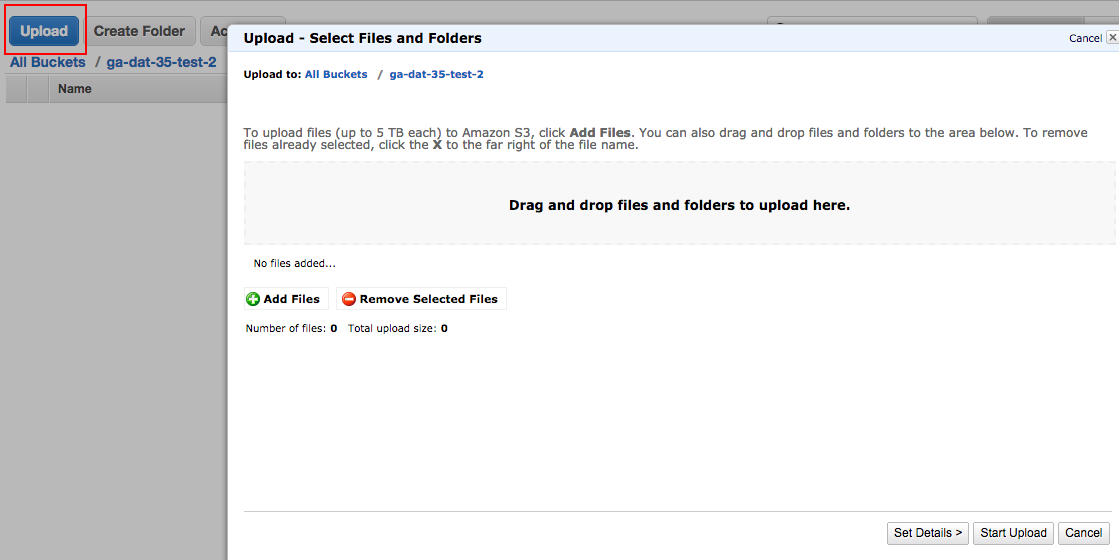 Upload
Create Folder
All Buckets / ga-dat-35-test-2
Name
Upload - Select Files and Folders
Cancel
Upload to: All Buckets / ga-dat-35-test-2
To upload files (up to 5 TB each) to Amazon S3, click Add Files. You can also drag and drop files and folders to the area below. To remove
files already selected, click the X to the far right of the file name.
Drag and drop files and folders to upload here.
No files added...
Add Files
Remove Selected Files
Number of files: 0 Total upload size: 0
Set Details >
Start Upload
Cancel